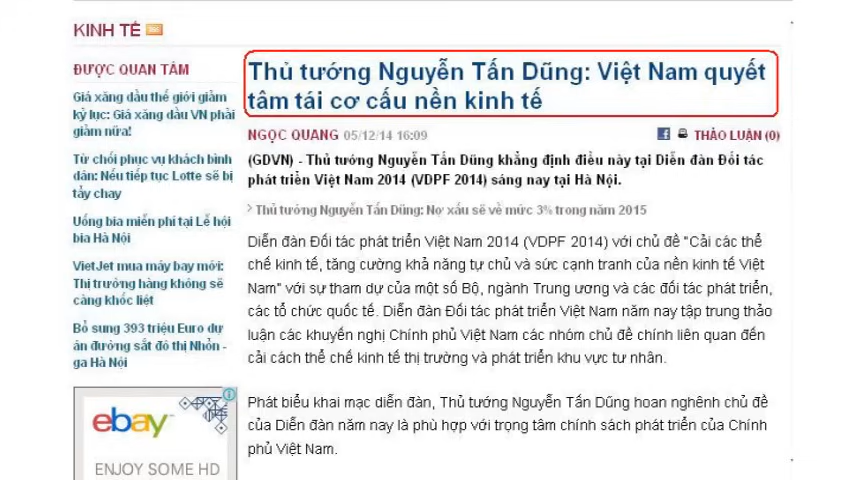 KINH TẾ
ĐƯỢC QUAN TÂM
Giá xăng dầu thế giới giảm
kỷ lục: Giá xăng dầu VN phải
giảm nữa!
Từ chối phục vụ khách bình
dân: Nếu tiếp tục Lotte sẽ bị
tẩy chay
Uống bia miễn phí tại Lễ hội
bia Hà Nội
VietJet mua máy bay mới:
Thị trường hàng không sẽ
càng khốc liệt
Bổ sung 393 triệu Euro dự
án đường sắt đô thị Nhổn -
ga Hà Nội
ebay
ENJOY SOME HD
Thủ tướng Nguyễn Tấn Dũng: Việt Nam quyết
tâm tái cơ cấu nền kinh tế
NGỌC QUANG 05/12/14 16:09
THẢO LUẬN (0)
(GDVN) - Thủ tướng Nguyễn Tấn Dũng khẳng định điều này tại Diễn đàn Đối tác
phát triển Việt Nam 2014 (VDPF 2014) sáng nay tại Hà Nội.
Thủ tướng Nguyễn Tấn Dũng: Nợ xấu sẽ về mức 3% trong năm 2015
Diễn đàn Đối tác phát triển Việt Nam 2014 (VDPF 2014) với chủ đề "Cải các thể
chế kinh tế, tăng cường khả năng tự chủ và sức cạnh tranh của nền kinh tế Việt
Nam" với sự tham dự của một số Bộ, ngành Trung ương và các đối tác phát triển,
các tổ chức quốc tế. Diễn đàn Đối tác phát triển Việt Nam năm nay tập trung thảo
luận các khuyến nghị Chính phủ Việt Nam các nhóm chủ đề chính liên quan đến
cải cách thể chế kinh tế thị trường và phát triển khu vực tư nhân.
Phát biểu khai mạc diễn đàn, Thủ tướng Nguyễn Tấn Dũng hoan nghênh chủ đề
của Diễn đàn năm nay là phù hợp với trọng tâm chính sách phát triển của Chính
phủ Việt Nam.